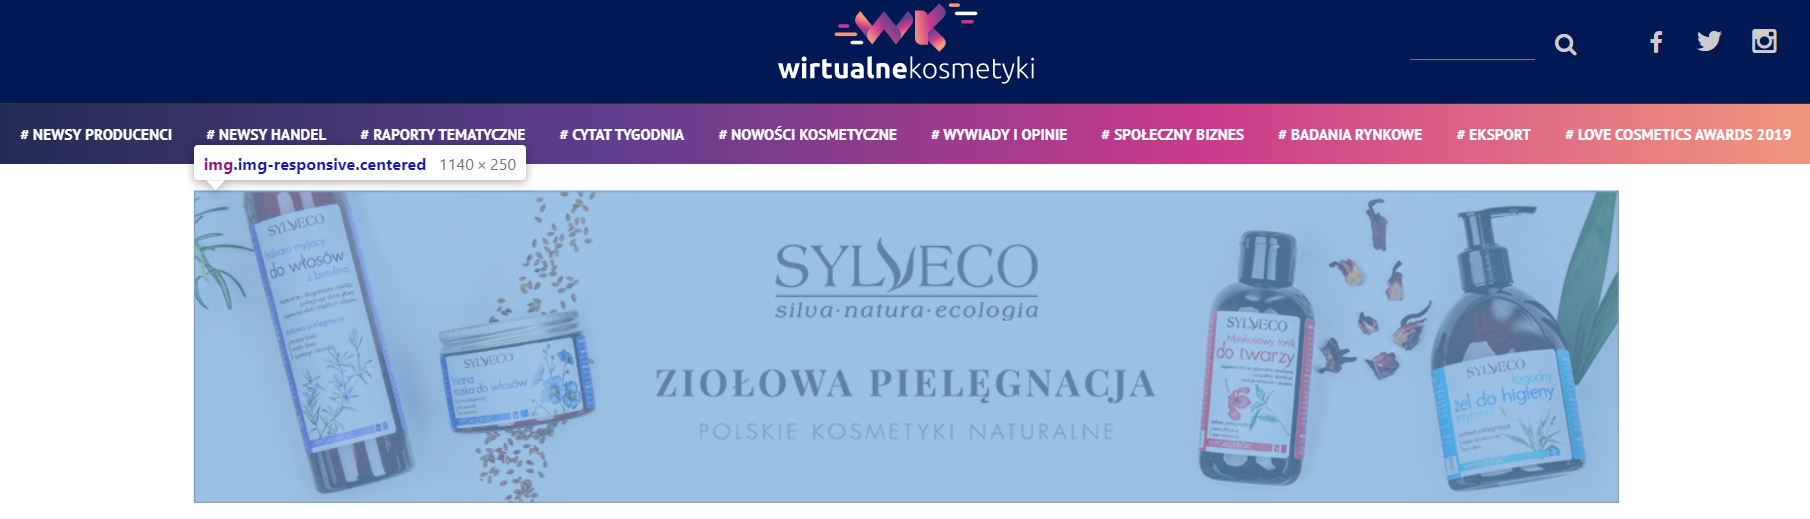 wirtualnekosmetyki
# NEWSY PRODUCENCI # NEWSY HANDEL # RAPORTY TEMATYCZNE # CYTAT TYGODNIA # NOWOŚCI KOSMETYCZNE # WYWIADY I OPINIE # SPOŁECZNY BIZNES # BADANIA RYNKOWE # EKSPORT # LOVE COSMETICS AWARDS 2019
img.img-responsive.centered 1140 × 250
SYLVECO
balsam myjący
do włosów
z betuliną
SYLVECO
lniana
maska do włosów
SYLVECO
silva·natura·ecologia
ZIOŁOWA PIELĘGNACJA
POLSKIE KOSMETYKI NATURALNE
SYLVECO
hibiskusowy tonik
do twarzy
SYLVECO
łagodny
żel do higieny
intymnej